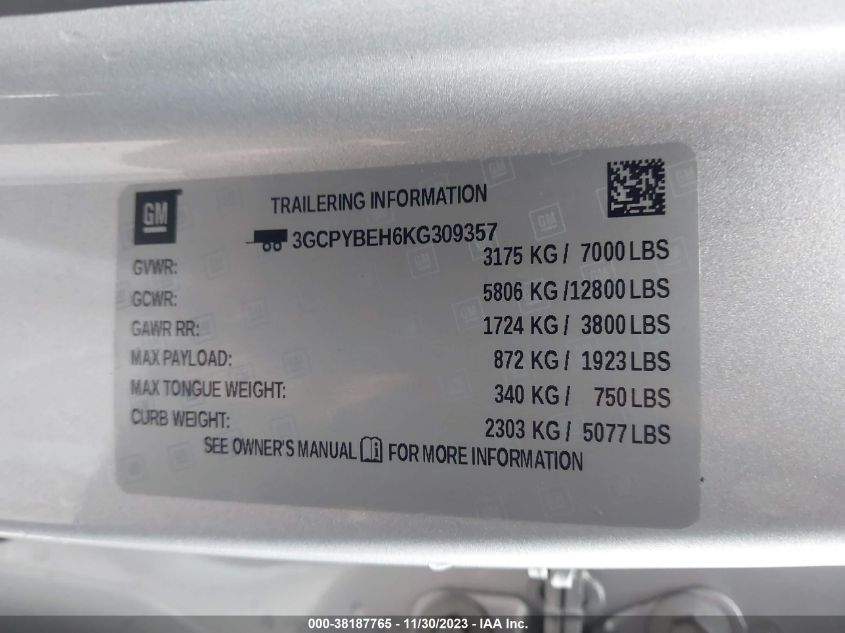 GM
TRAILERING INFORMATION
3GCPYBEH6KG309357
GVWR: 3175 KG / 7000 LBS
GCWR: 5806 KG /12800 LBS
GAWR RR: 1724 KG / 3800 LBS
MAX PAYLOAD: 872 KG / 1923 LBS
MAX TONGUE WEIGHT: 340 KG / 750 LBS
CURB WEIGHT: 2303 KG / 5077 LBS
SEE OWNER'S MANUAL FOR MORE INFORMATION
000-38187765 - 11/30/2023 - IAA Inc.